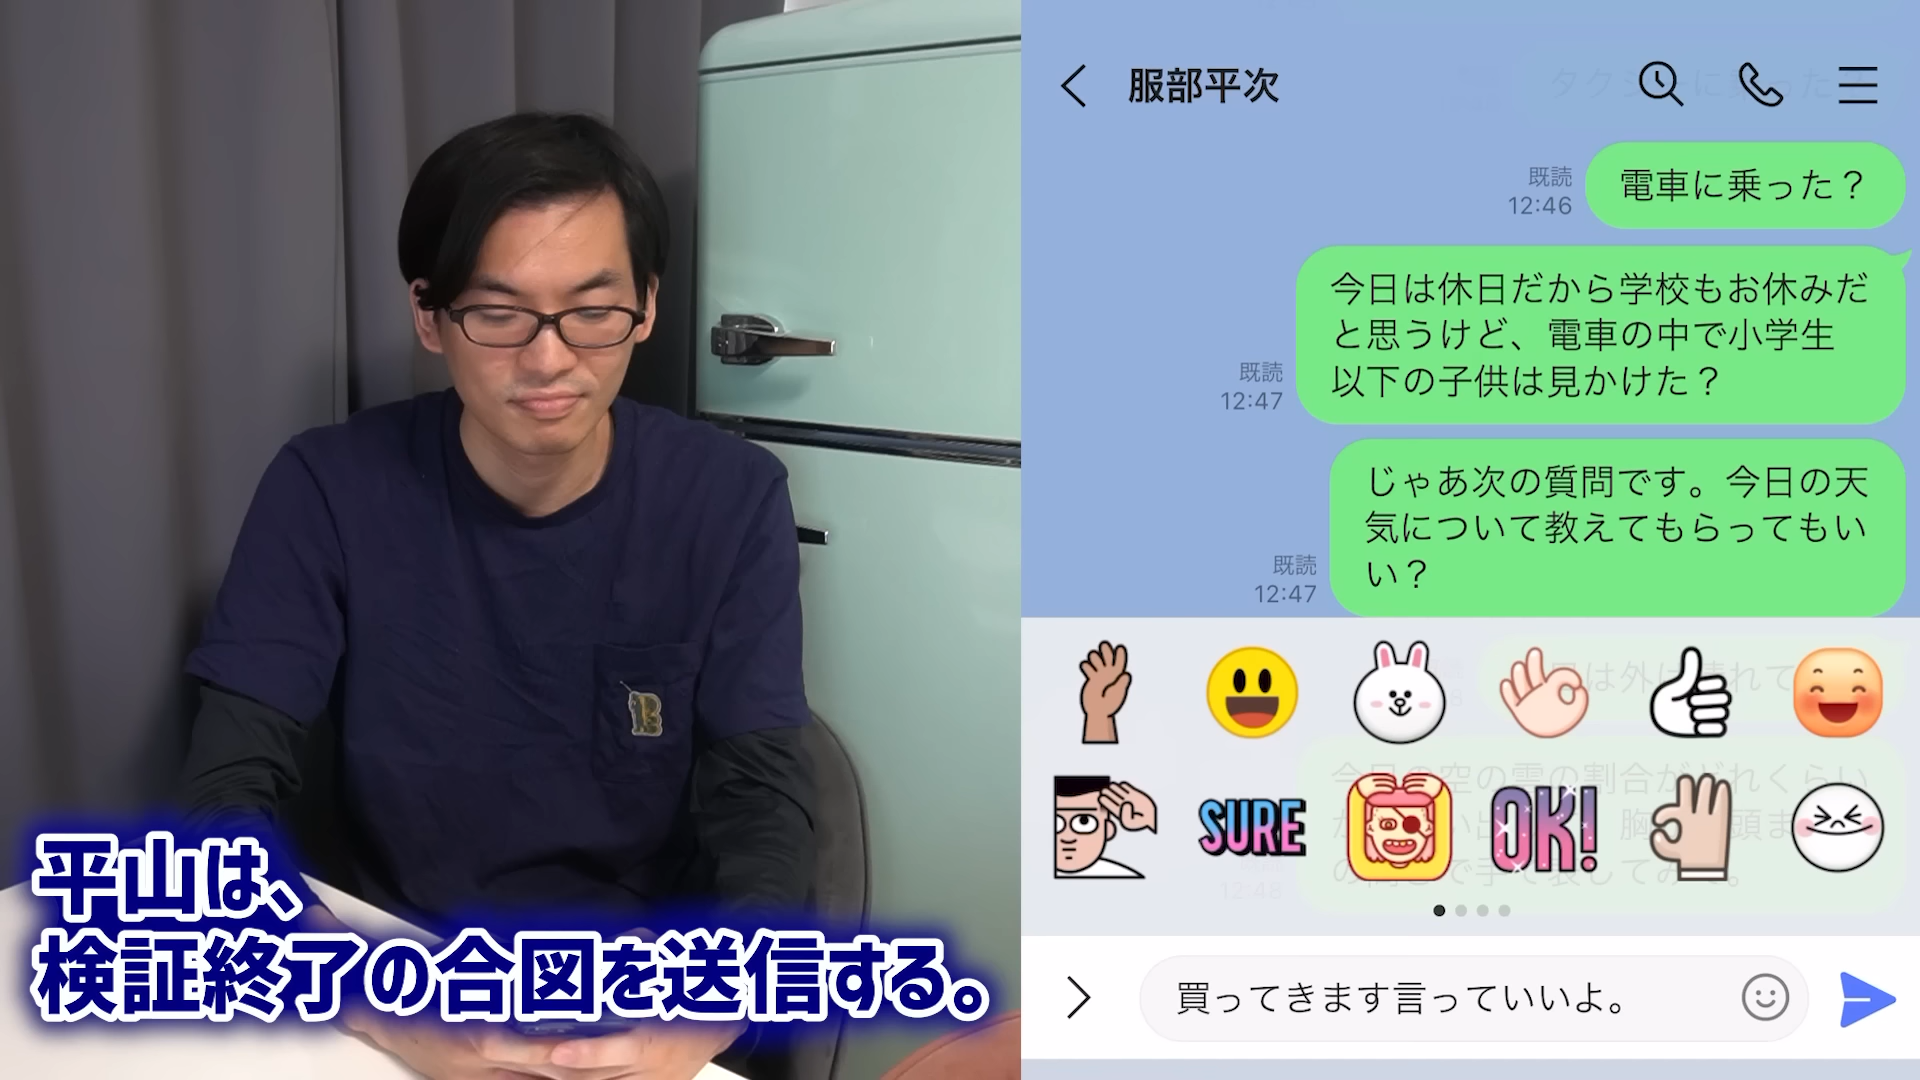 服部平次
電車に乗った？
既読
12:46
今日は休日だから学校もお休みだ
と思うけど、電車の中で小学生
以下の子供は見かけた？
既読
12:47
じゃあ次の質問です。今日の天
気について教えてもらってもい
い？
既読
12:47
SURE
OK!
買ってきます言っていいよ。
平山は、
検証終了の合図を送信する。
B